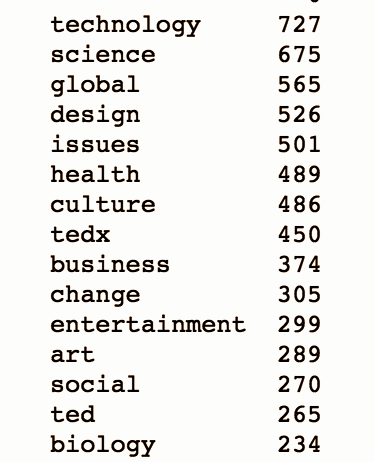 technology 727
science 675
global 565
design 526
issues 501
health 489
culture 486
tedx 450
business 374
change 305
entertainment 299
art 289
social 270
ted 265
biology 234